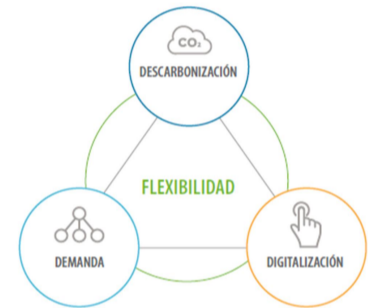 CO₂
DESCARBONIZACIÓN
FLEXIBILIDAD
DEMANDA
DIGITALIZACIÓN